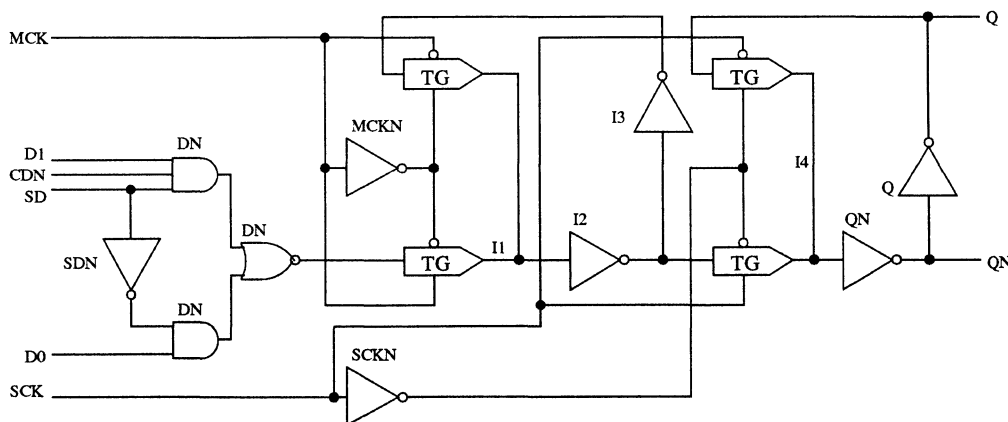 MCK
Q
TG
TG
I3
MCKN
DN
I4
D1
CDN
SD
Q
DN
I2
QN
I1
SDN
TG
TG
QN
DN
D0
SCKN
SCK